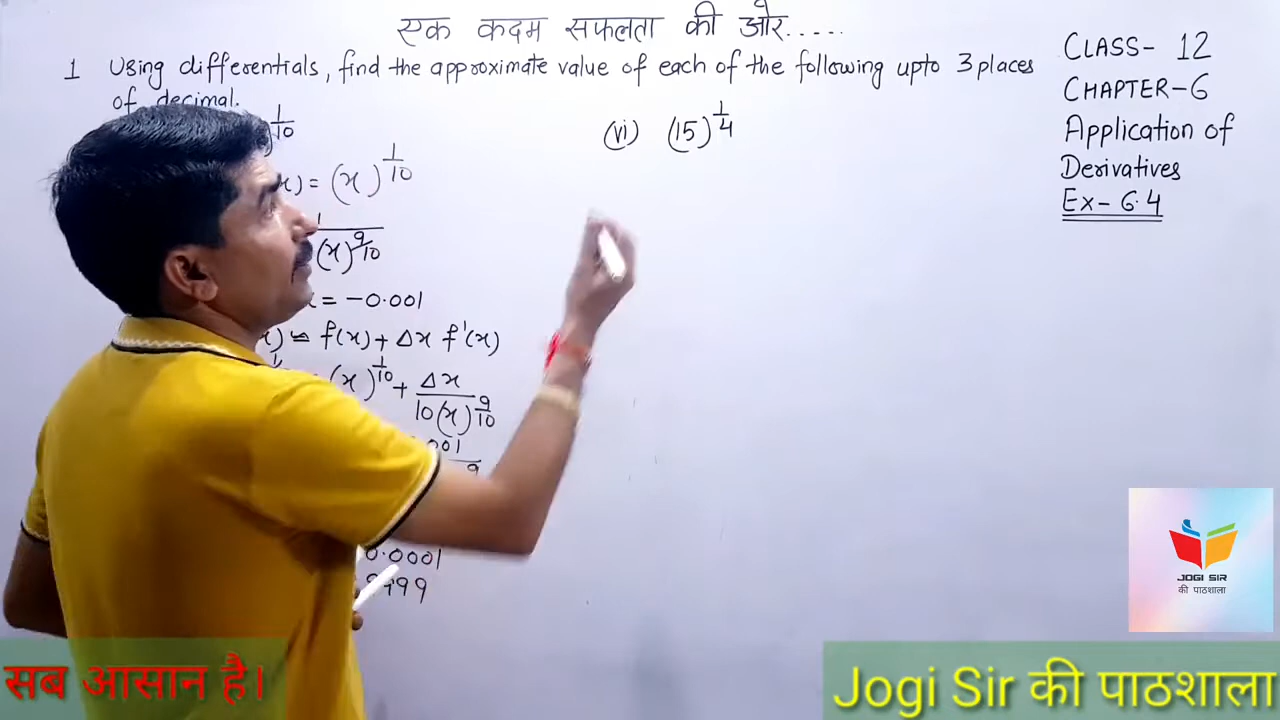 एक कदम सफलता की ओर.....
1 Using differentials, find the approximate value of each of the following upto 3 places
of decimal.
1/10
x) = (x)^1/10
(x)^9/10
x = -0.001
x) ≃ f(x) + Δx f'(x)
(x)^1/10 + Δx / 10(x)^9/10
001
9
0.0001
999
(vi) (15)^1/4
CLASS- 12
CHAPTER-6
Application of
Derivatives
Ex- 6.4
JOGI SIR
की पाठशाला
सब आसान है।
Jogi Sir की पाठशाला